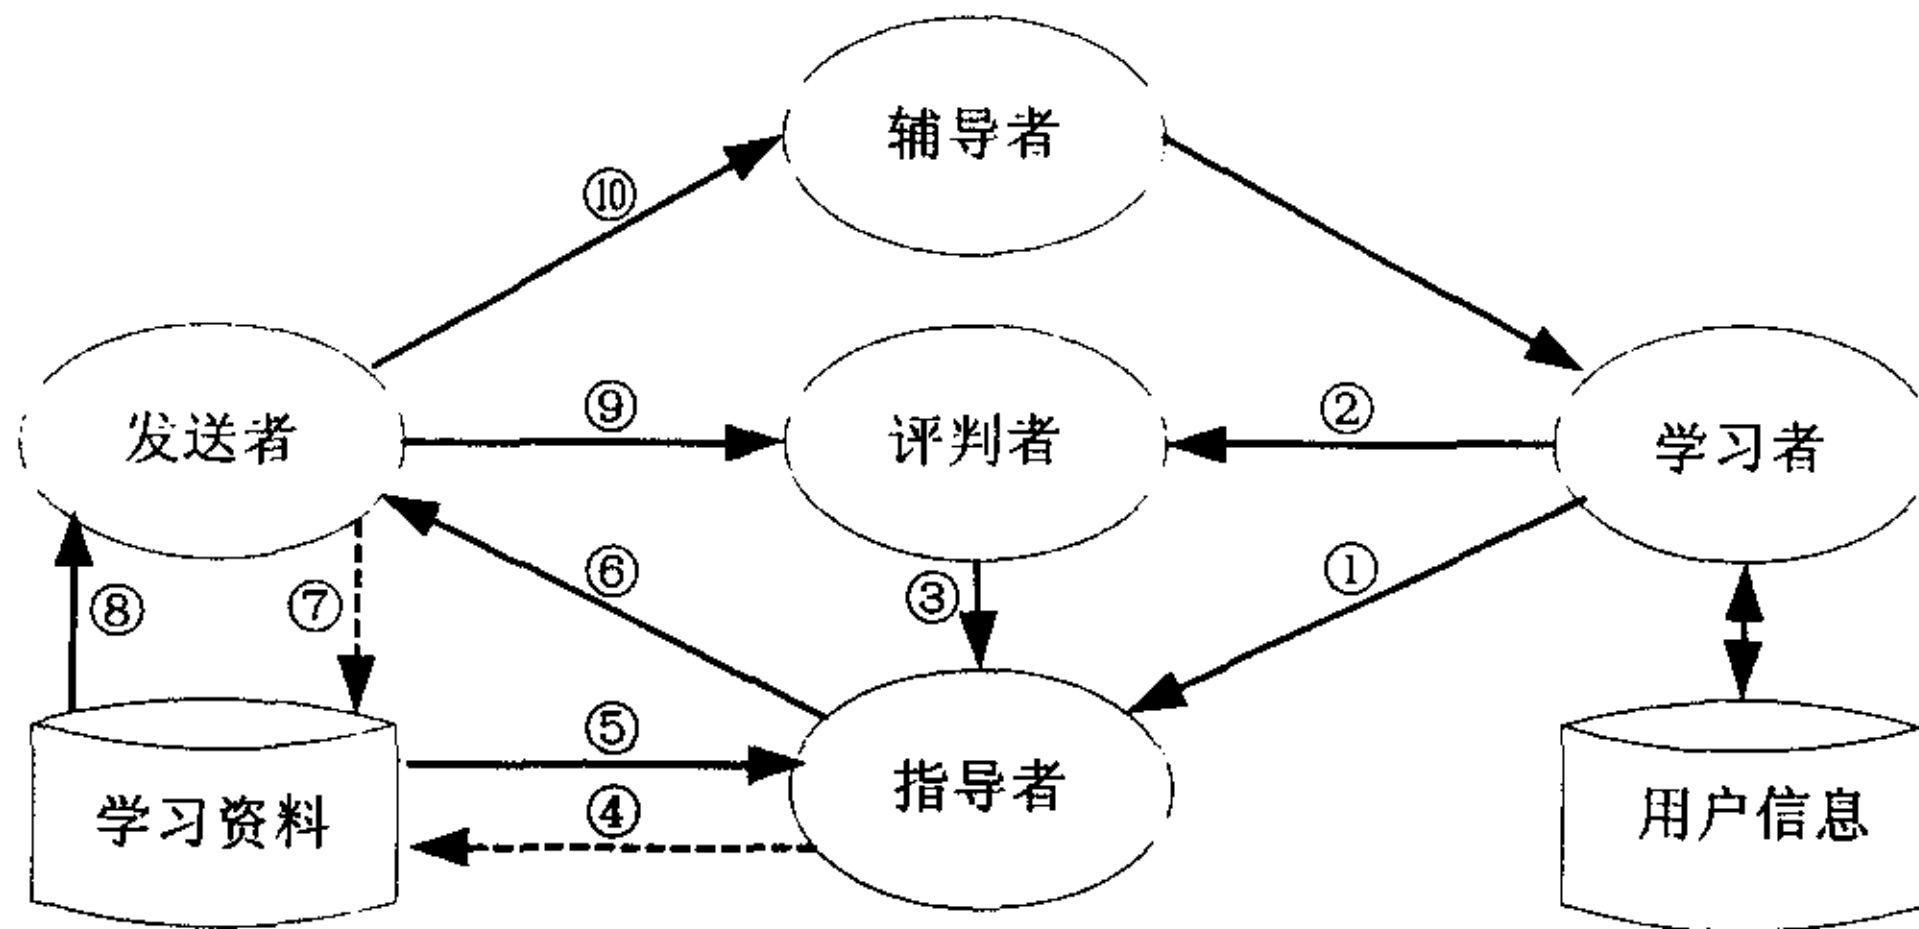 辅导者
⑩
发送者
⑨
评判者
②
学习者
⑧
⑦
⑥
③
①
⑤
学习资料
④
指导者
用户信息